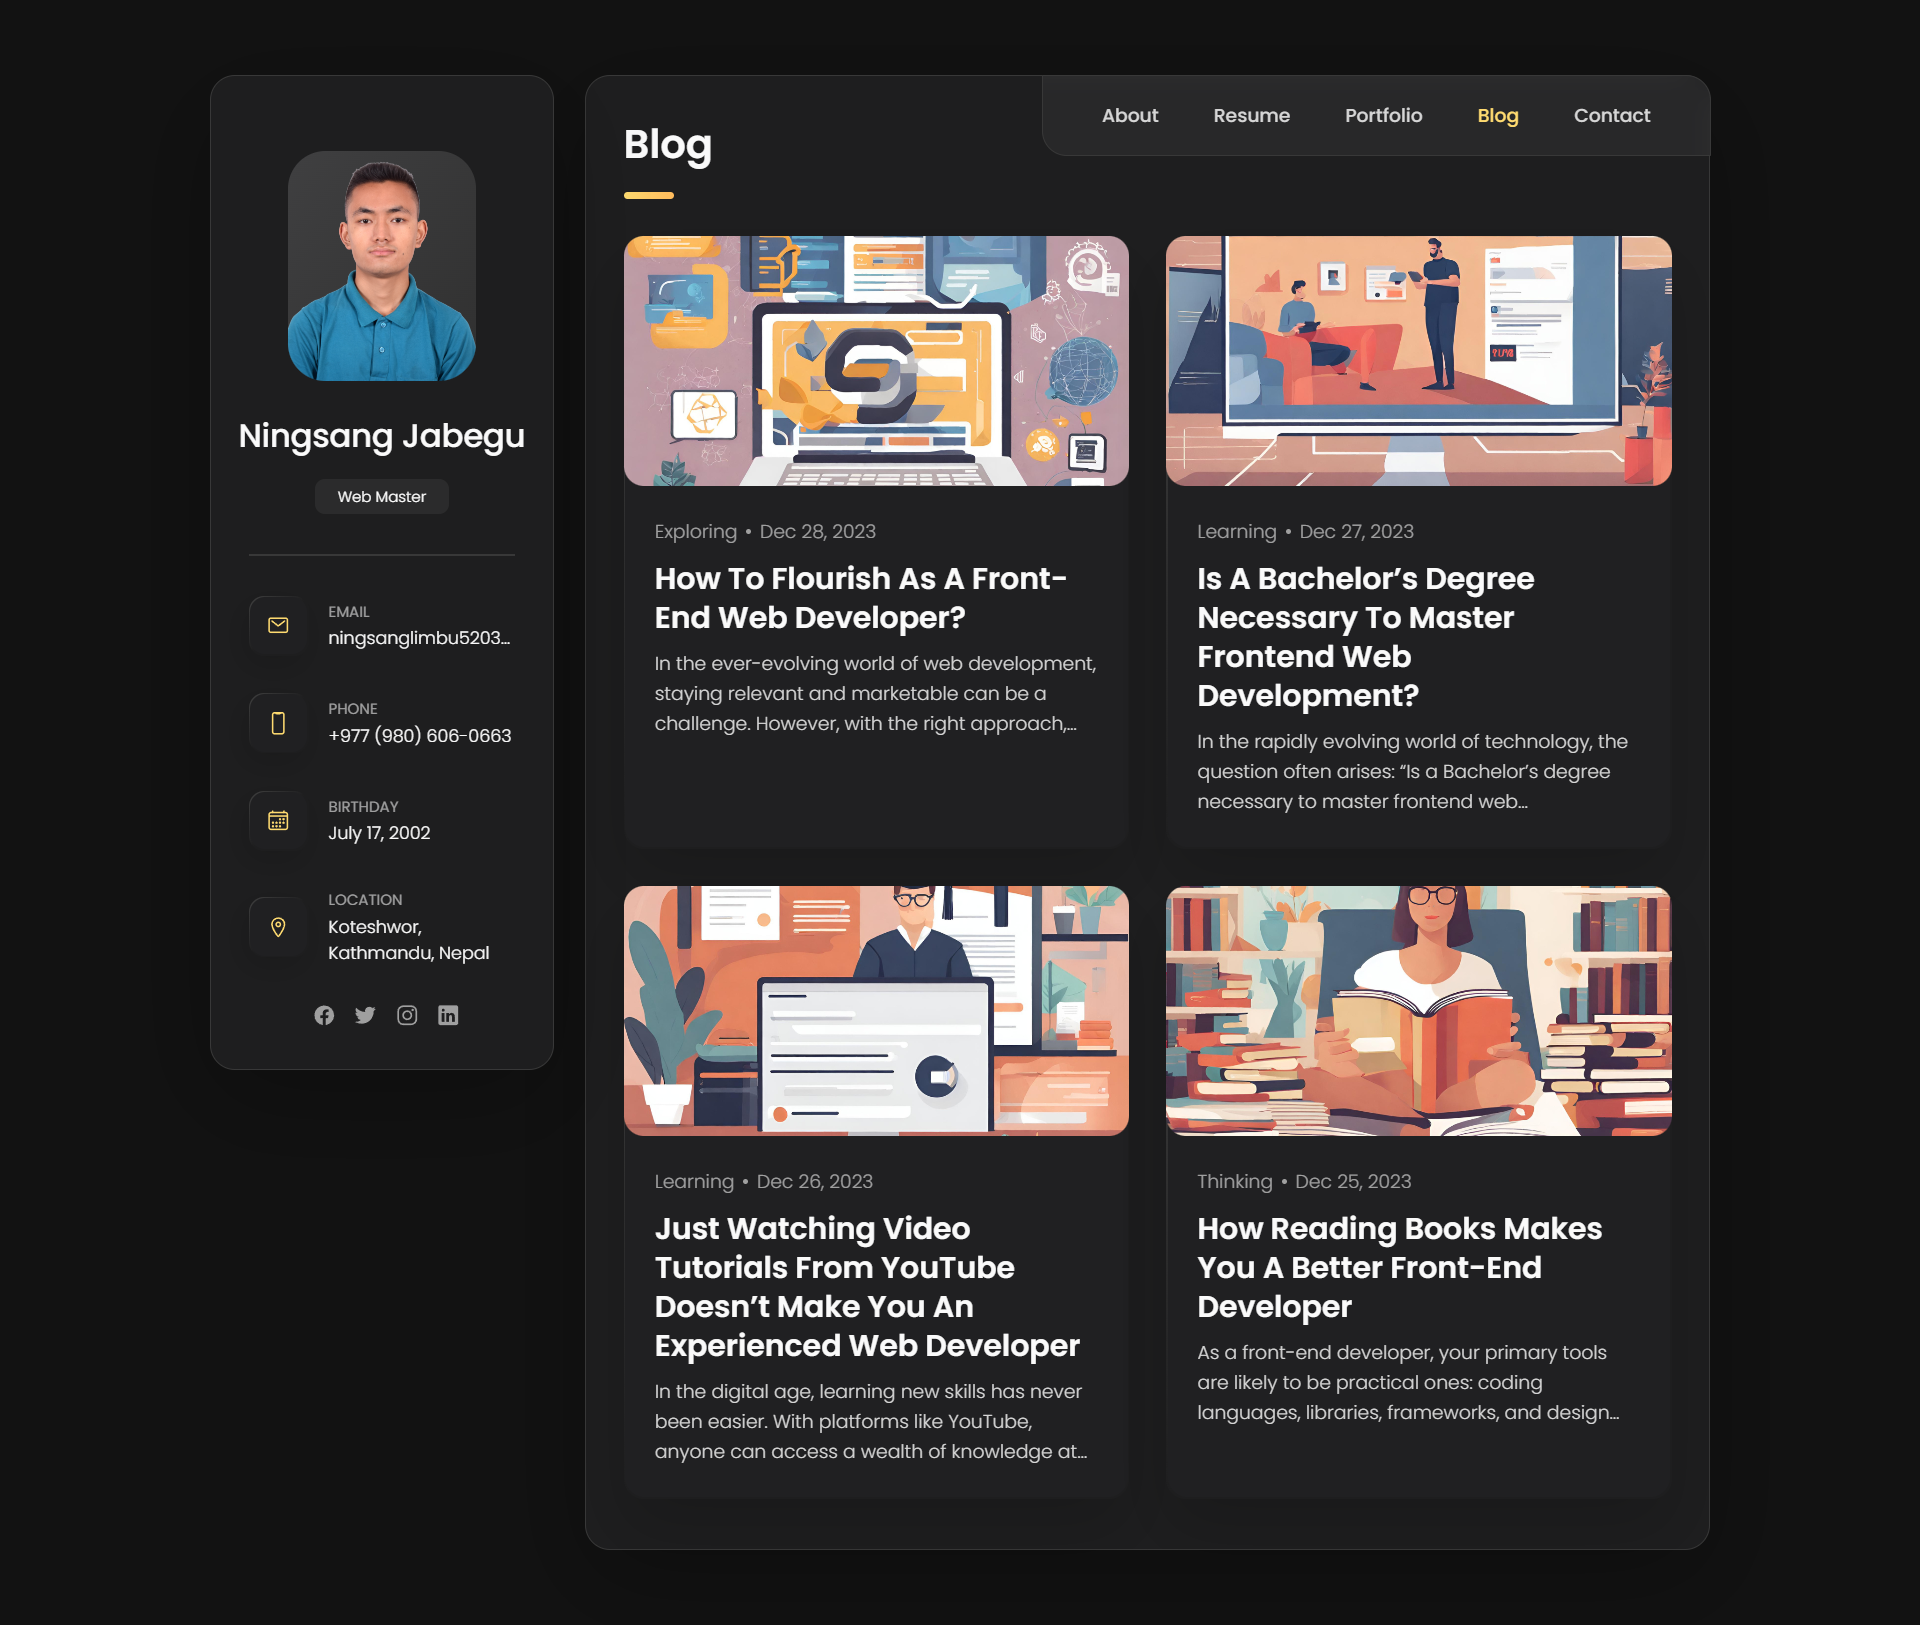 Ningsang Jabegu
Web Master
EMAIL
ningsanglimbu5203...
PHONE
+977 (980) 606-0663
BIRTHDAY
July 17, 2002
LOCATION
Koteshwor,
Kathmandu, Nepal
About Resume Portfolio Blog Contact
Blog
Exploring • Dec 28, 2023
How To Flourish As A Front-
End Web Developer?
In the ever-evolving world of web development,
staying relevant and marketable can be a
challenge. However, with the right approach,...
Learning • Dec 27, 2023
Is A Bachelor’s Degree
Necessary To Master
Frontend Web
Development?
In the rapidly evolving world of technology, the
question often arises: “Is a Bachelor’s degree
necessary to master frontend web...
Learning • Dec 26, 2023
Just Watching Video
Tutorials From YouTube
Doesn’t Make You An
Experienced Web Developer
In the digital age, learning new skills has never
been easier. With platforms like YouTube,
anyone can access a wealth of knowledge at...
Thinking • Dec 25, 2023
How Reading Books Makes
You A Better Front-End
Developer
As a front-end developer, your primary tools
are likely to be practical ones: coding
languages, libraries, frameworks, and design...